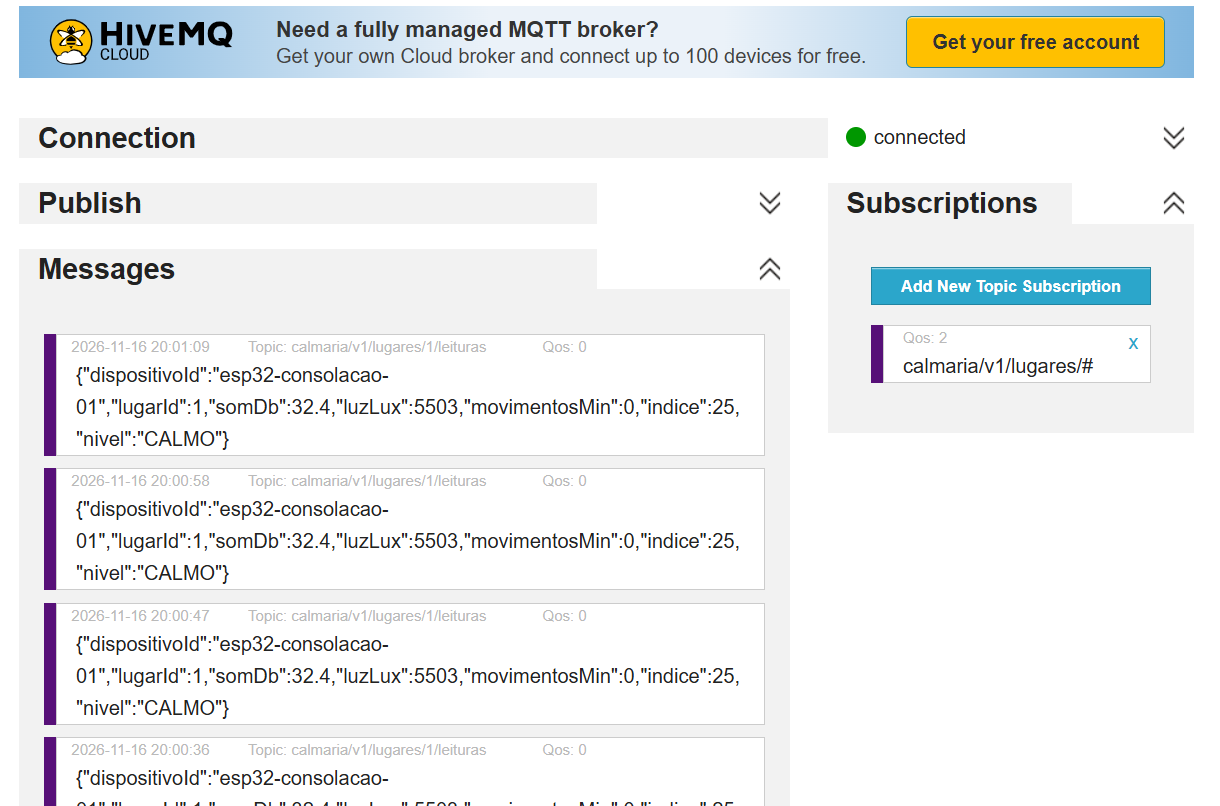 HIVEMQ
CLOUD
Need a fully managed MQTT broker?
Get your own Cloud broker and connect up to 100 devices for free.
Get your free account
Connection
connected
Publish
Subscriptions
Messages
Add New Topic Subscription
Qos: 2
x
calmaria/v1/lugares/#
2026-11-16 20:01:09 Topic: calmaria/v1/lugares/1/leituras Qos: 0
{"dispositivoId":"esp32-consolacao-
01","lugarId":1,"somDb":32.4,"luzLux":5503,"movimentosMin":0,"indice":25,
"nivel":"CALMO"}
2026-11-16 20:00:58 Topic: calmaria/v1/lugares/1/leituras Qos: 0
{"dispositivoId":"esp32-consolacao-
01","lugarId":1,"somDb":32.4,"luzLux":5503,"movimentosMin":0,"indice":25,
"nivel":"CALMO"}
2026-11-16 20:00:47 Topic: calmaria/v1/lugares/1/leituras Qos: 0
{"dispositivoId":"esp32-consolacao-
01","lugarId":1,"somDb":32.4,"luzLux":5503,"movimentosMin":0,"indice":25,
"nivel":"CALMO"}
2026-11-16 20:00:36 Topic: calmaria/v1/lugares/1/leituras Qos: 0
{"dispositivoId":"esp32-consolacao-